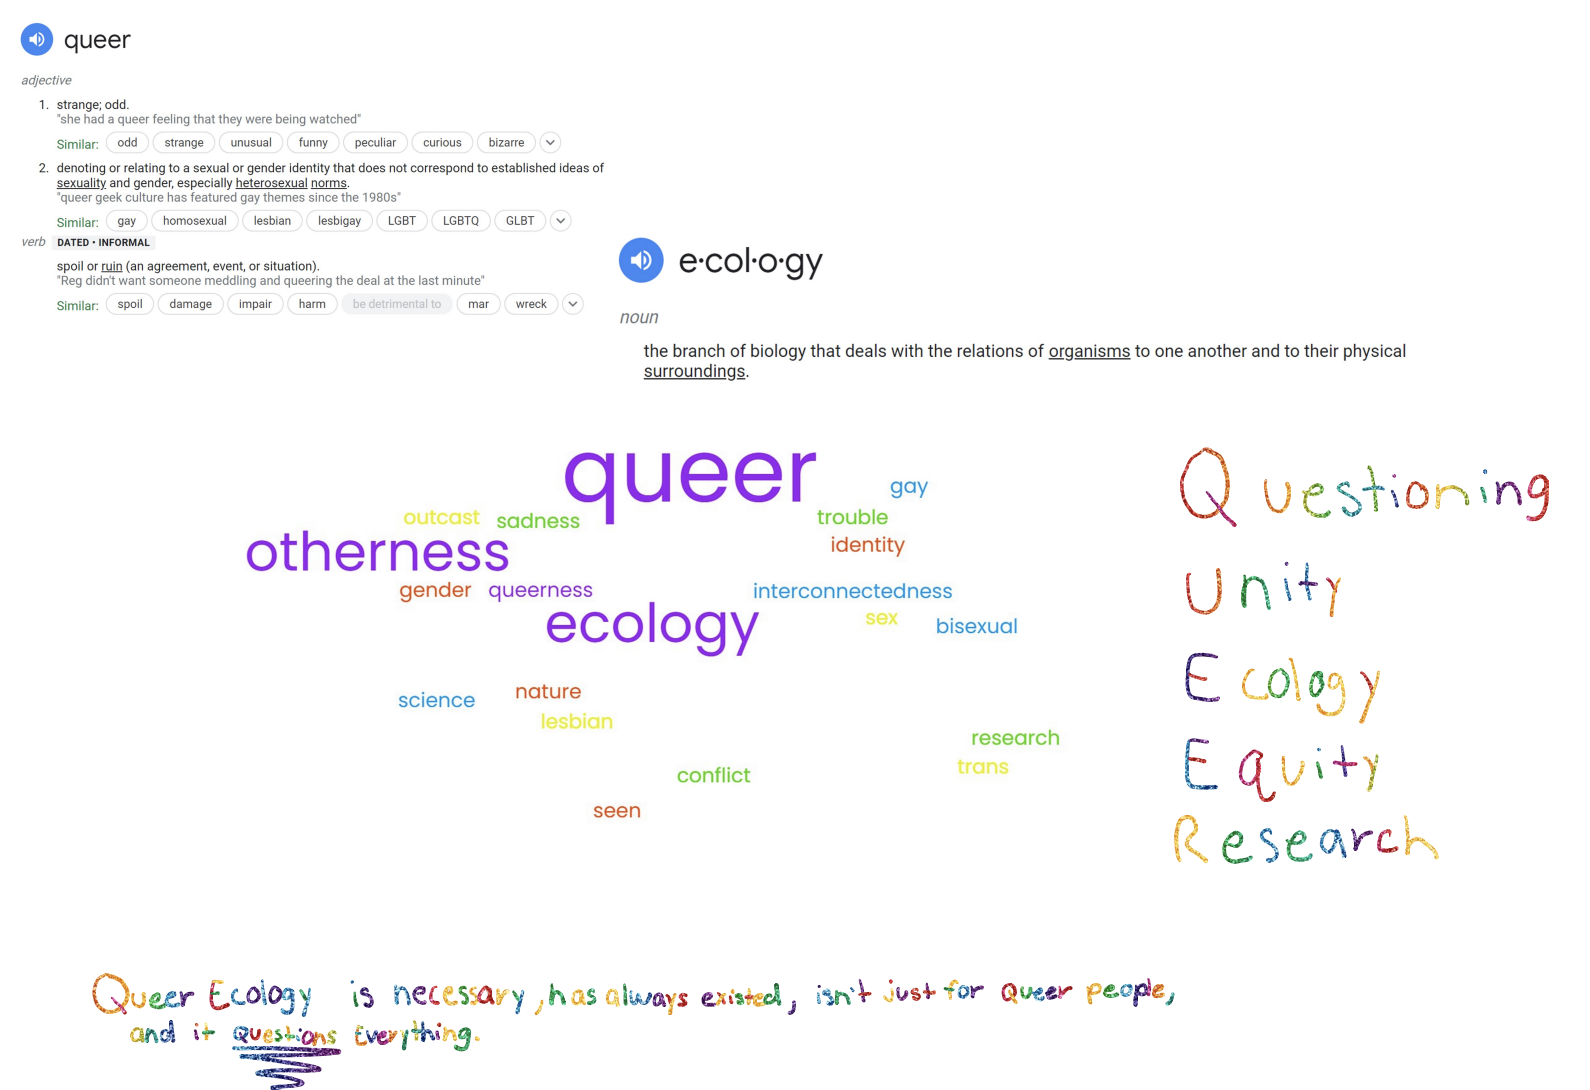 queer
adjective
1. strange; odd.
"she had a queer feeling that they were being watched"
Similar: odd strange unusual funny peculiar curious bizarre
2. denoting or relating to a sexual or gender identity that does not correspond to established ideas of
sexuality and gender, especially heterosexual norms.
"queer geek culture has featured gay themes since the 1980s"
Similar: gay homosexual lesbian lesbigay LGBT LGBTQ GLBT
verb DATED • INFORMAL
spoil or ruin (an agreement, event, or situation).
"Reg didn't want someone meddling and queering the deal at the last minute"
Similar: spoil damage impair harm be detrimental to mar wreck
e·col·o·gy
noun
the branch of biology that deals with the relations of organisms to one another and to their physical
surroundings.
queer
gay
outcast sadness
trouble
otherness
identity
gender queerness
interconnectedness
ecology
sex
bisexual
science
nature
lesbian
research
trans
conflict
seen
Questioning
Unity
Ecology
Equity
Research
Queer Ecology is necessary, has always existed, isn't just for Queer people,
and it Questions Everything.